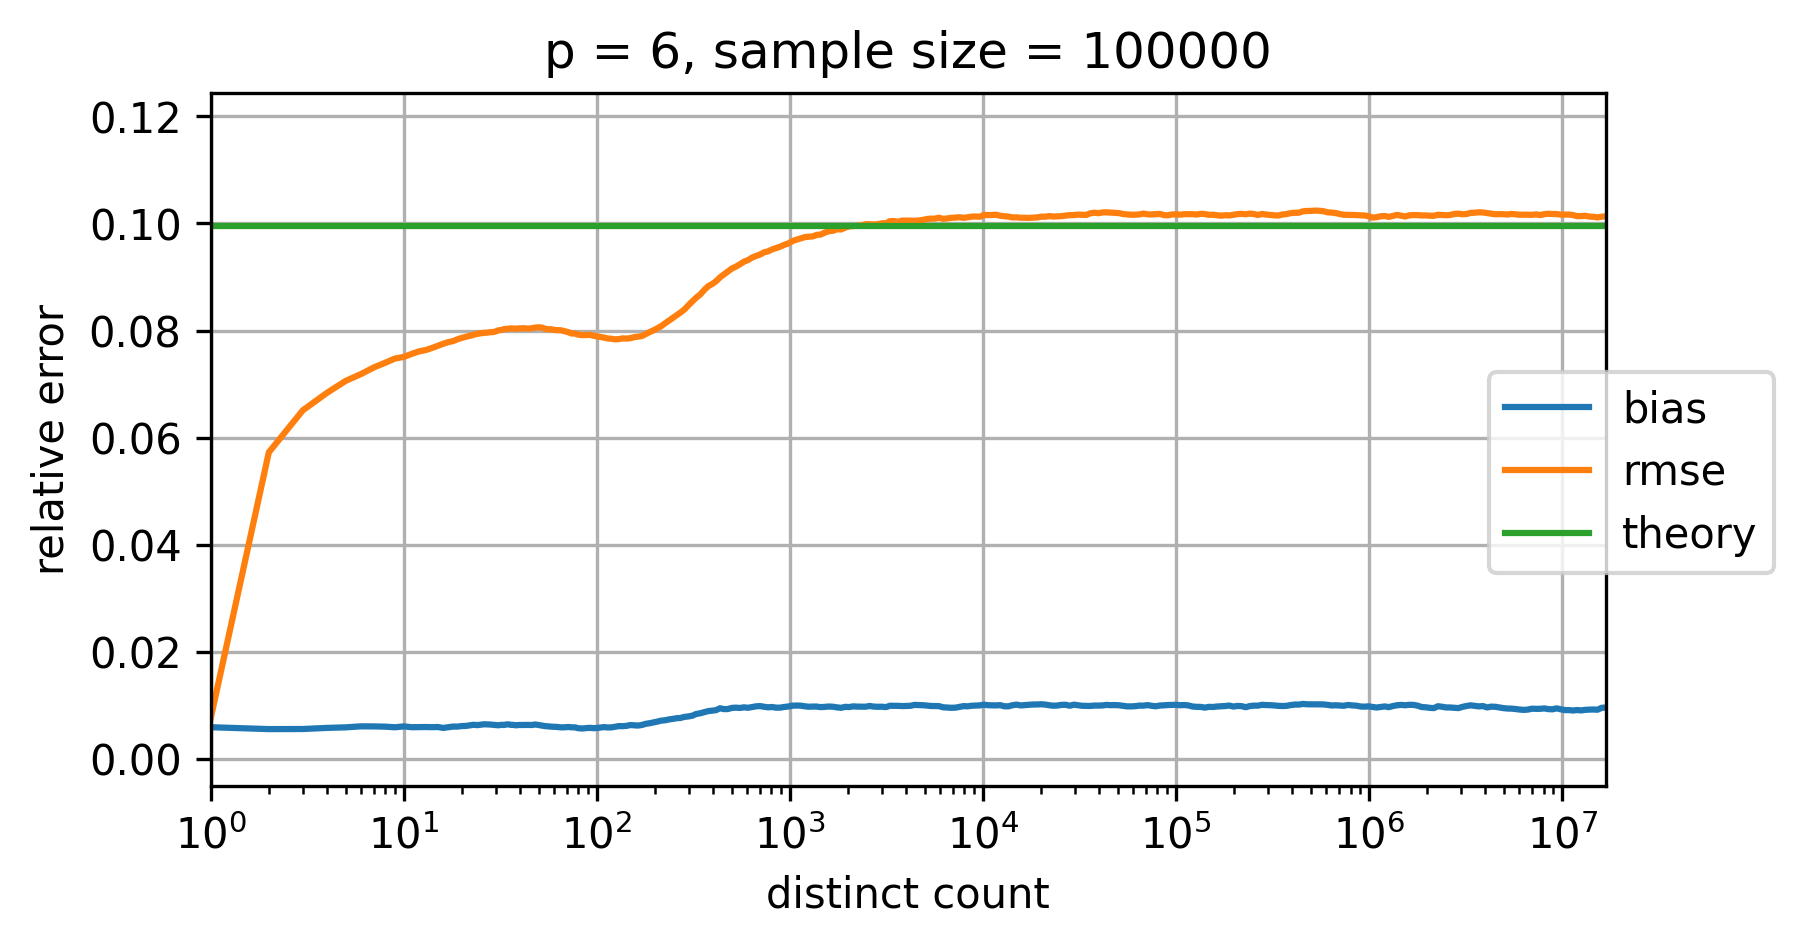 p = 6, sample size = 100000
relative error
0.12
0.10
0.08
0.06
0.04
0.02
0.00
bias
rmse
theory
10⁰ 10¹ 10² 10³ 10⁴ 10⁵ 10⁶ 10⁷
distinct count